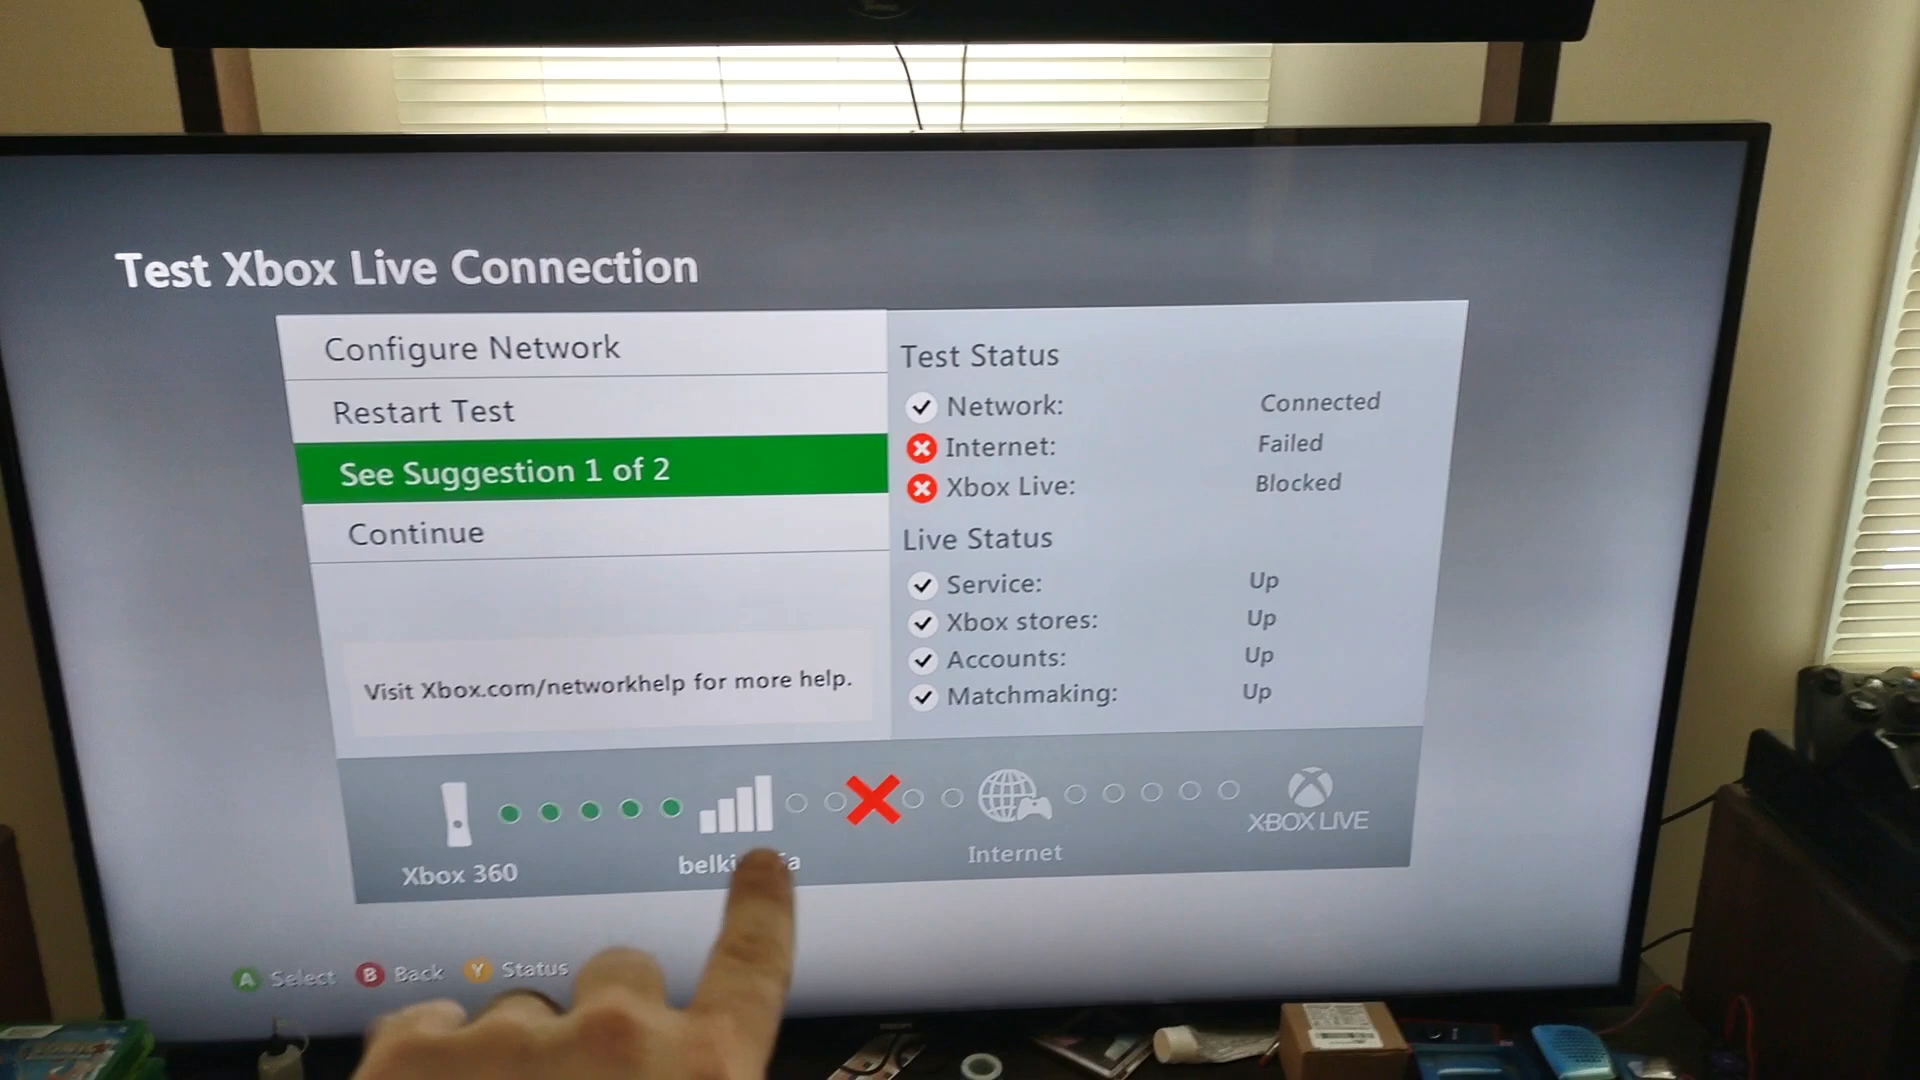 Test Xbox Live Connection
Configure Network
Restart Test
See Suggestion 1 of 2
Continue
Visit Xbox.com/networkhelp for more help.
Test Status
Network: Connected
Internet: Failed
Xbox Live: Blocked
Live Status
Service: Up
Xbox stores: Up
Accounts: Up
Matchmaking: Up
Xbox 360
Internet
XBOX LIVE
A Select B Back Y Status